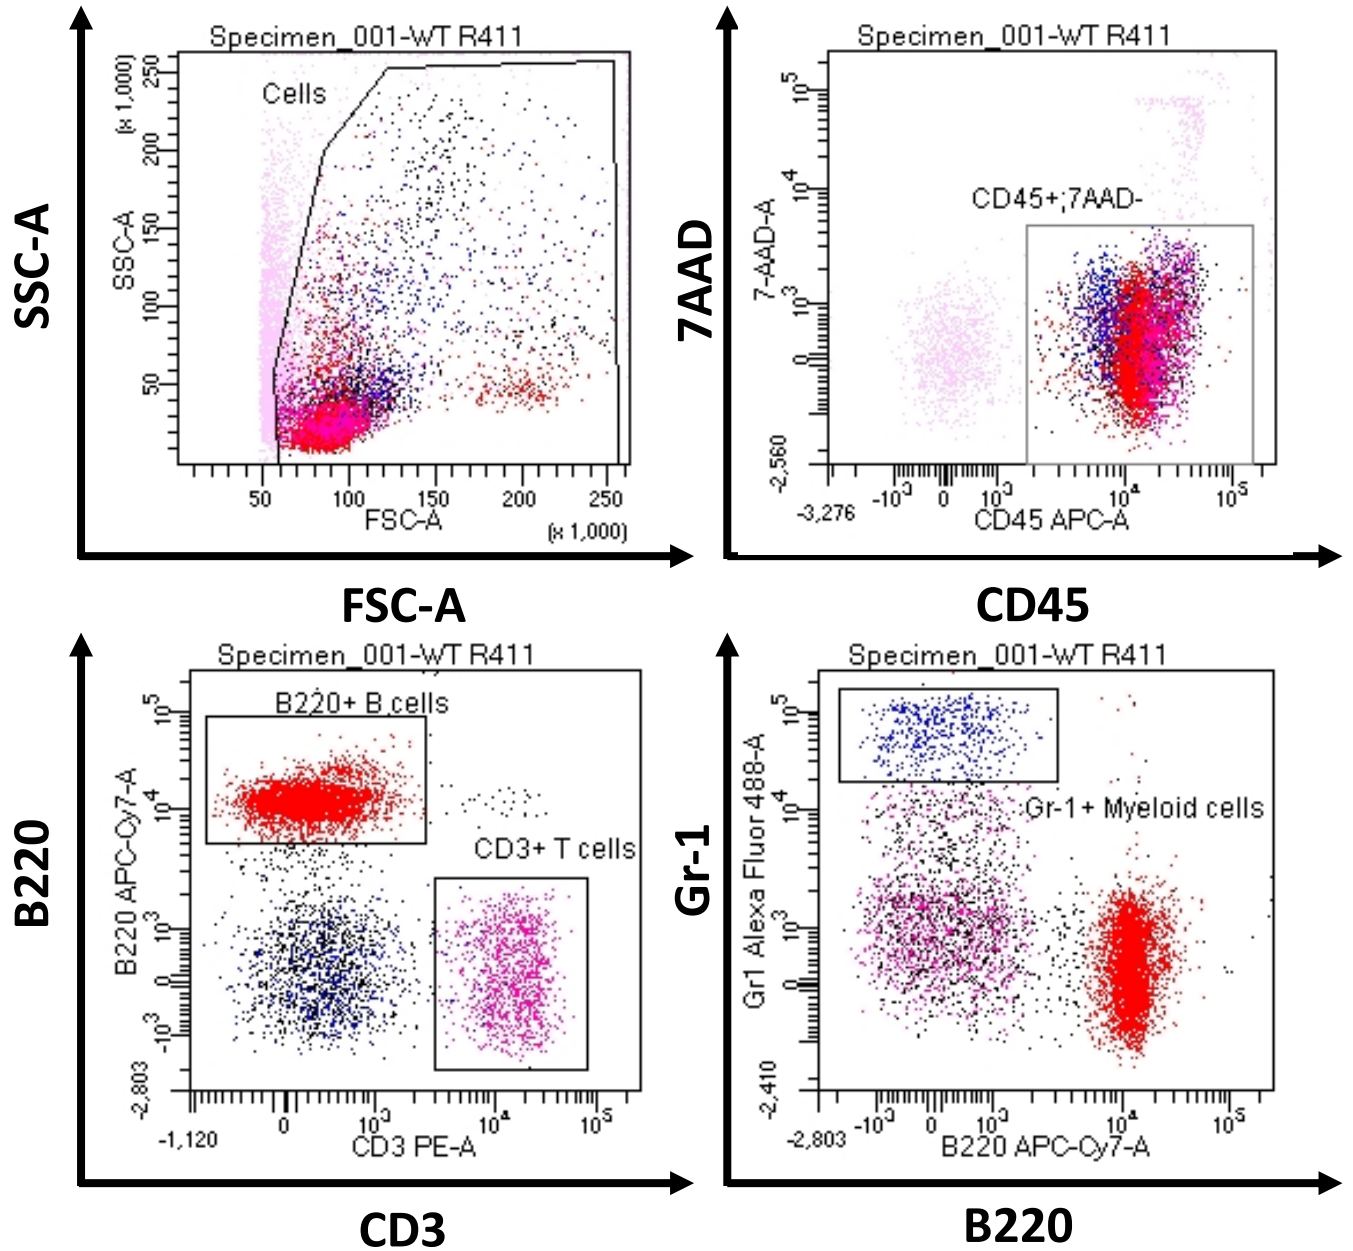 Specimen_001-WT R411
Cells
(x 1,000)
250
200
150
100
50
SSC-A
SSC-A
50 100 150 200 250
FSC-A
(x 1,000)
FSC-A
Specimen_001-WT R411
CD45+;7AAD-
10^5
10^4
10^3
0
-2,560
7-AAD-A
7AAD
-3,276
-10^3 0 10^3 10^4 10^5
CD45 APC-A
CD45
Specimen_001-WT R411
B220+ B cells
CD3+ T cells
10^5
10^4
10^3
0
-10^3
-2,803
B220 APC-Cy7-A
B220
-1,120
0 10^3 10^4 10^5
CD3 PE-A
CD3
Specimen_001-WT R411
Gr-1+ Myeloid cells
10^5
10^4
10^3
0
-2,410
Gr1 Alexa Fluor 488-A
Gr-1
-2,803
-10^3 0 10^3 10^4 10^5
B220 APC-Cy7-A
B220